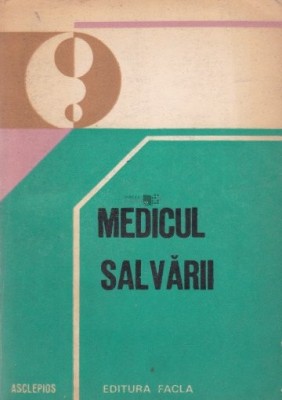 MEDICUL
SALVĂRII
ASCLEPIOS
EDITURA FACLA